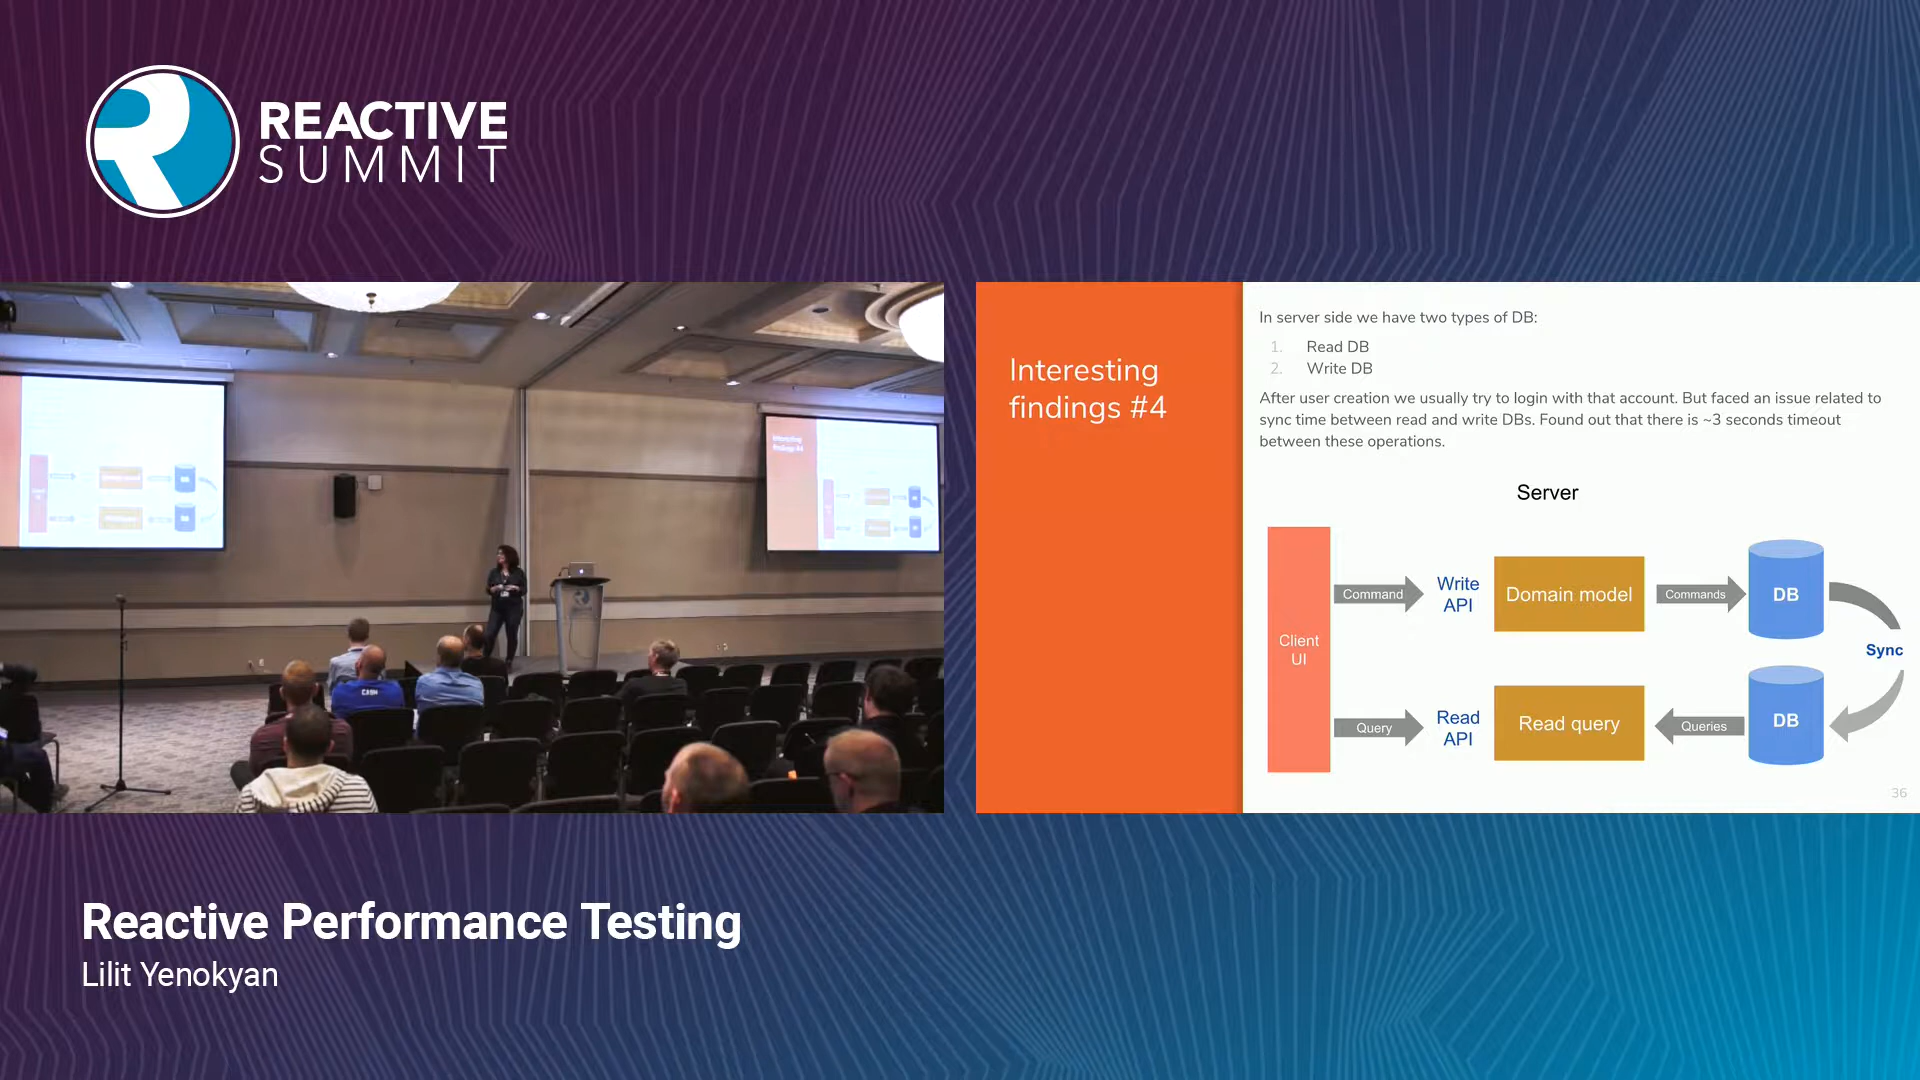 REACTIVE
SUMMIT
Interesting
findings #4
In server side we have two types of DB:
1. Read DB
2. Write DB
After user creation we usually try to login with that account. But faced an issue related to
sync time between read and write DBs. Found out that there is ~3 seconds timeout
between these operations.
Server
Client
UI
Command
Write
API
Domain model
Commands
DB
Sync
Query
Read
API
Read query
Queries
DB
36
Interesting
findings #4
CASH
Reactive Performance Testing
Lilit Yenokyan